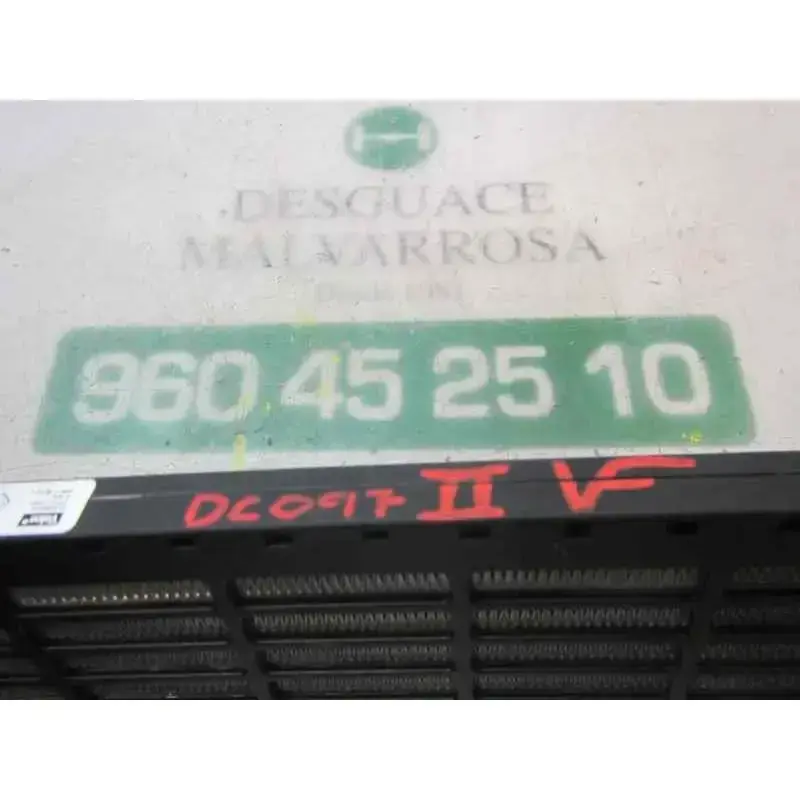 DESGUACE
MALVARROSA
960 45 25 10
DC097 II VF